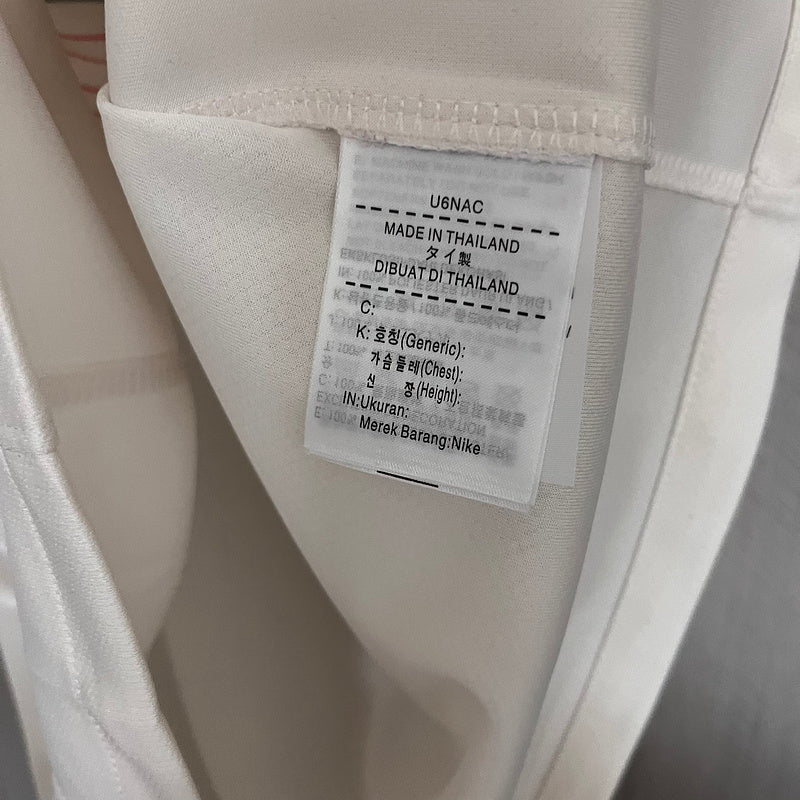 U6NAC
MADE IN THAILAND
タイ製
DIBUAT DI THAILAND
C:
K: 호칭(Generic):
가슴둘레(Chest):
신 장(Height):
IN:Ukuran:
Merek Barang:Nike